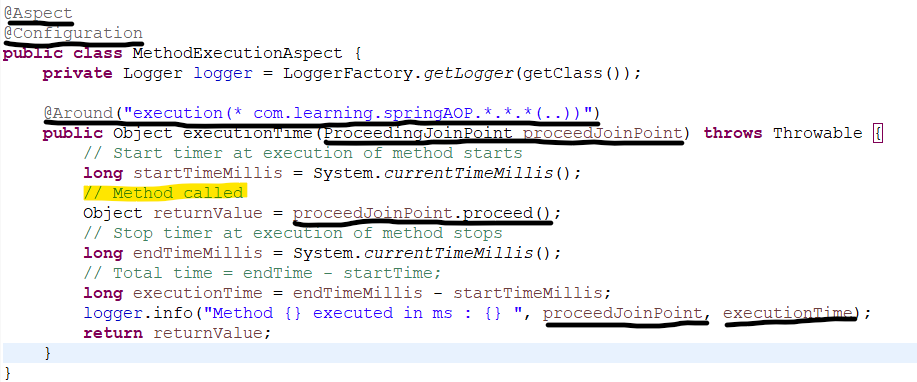 @Aspect
@Configuration
public class MethodExecutionAspect {
    private Logger logger = LoggerFactory.getLogger(getClass());
    @Around("execution(* com.learning.springAOP.*.*.*(..))")
    public Object executionTime(ProceedingJoinPoint proceedJoinPoint) throws Throwable {
        // Start timer at execution of method starts
        long startTimeMillis = System.currentTimeMillis();
        // Method called
        Object returnValue = proceedJoinPoint.proceed();
        // Stop timer at execution of method stops
        long endTimeMillis = System.currentTimeMillis();
        // Total time = endTime - startTime;
        long executionTime = endTimeMillis - startTimeMillis;
        logger.info("Method {} executed in ms : {} ", proceedJoinPoint, executionTime);
        return returnValue;
    }
}